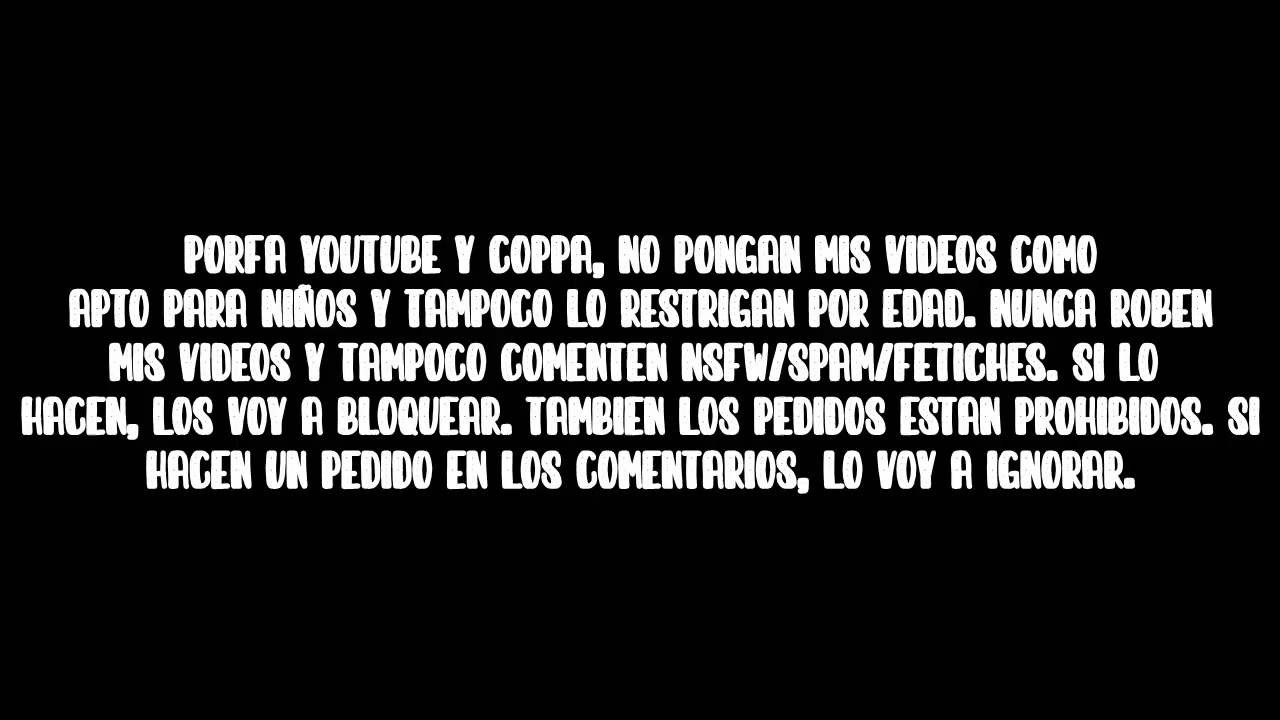 PORFA YOUTUBE Y COPPA, NO PONGAN MIS VIDEOS COMO
APTO PARA NIÑOS Y TAMPOCO LO RESTRIGAN POR EDAD. NUNCA ROBEN
MIS VIDEOS Y TAMPOCO COMENTEN NSFW/SPAM/FETICHES. SI LO
HACEN, LOS VOY A BLOQUEAR. TAMBIEN LOS PEDIDOS ESTAN PROHIBIDOS. SI
HACEN UN PEDIDO EN LOS COMENTARIOS, LO VOY A IGNORAR.